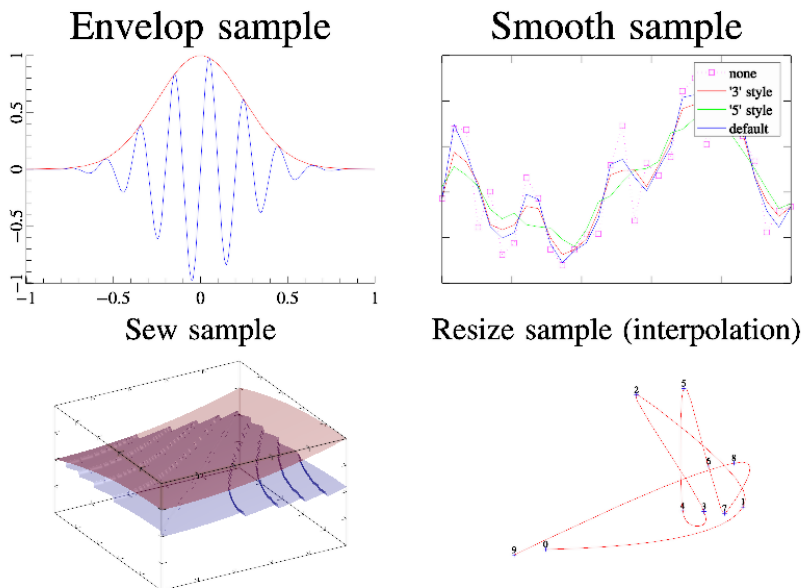 Envelop sample
1
0.5
0
−0.5
−1
−1
−0.5
0
0.5
1
Smooth sample
none
'3' style
'5' style
default
Sew sample
Resize sample (interpolation)
2
5
6
8
4
3
7
1
9
0